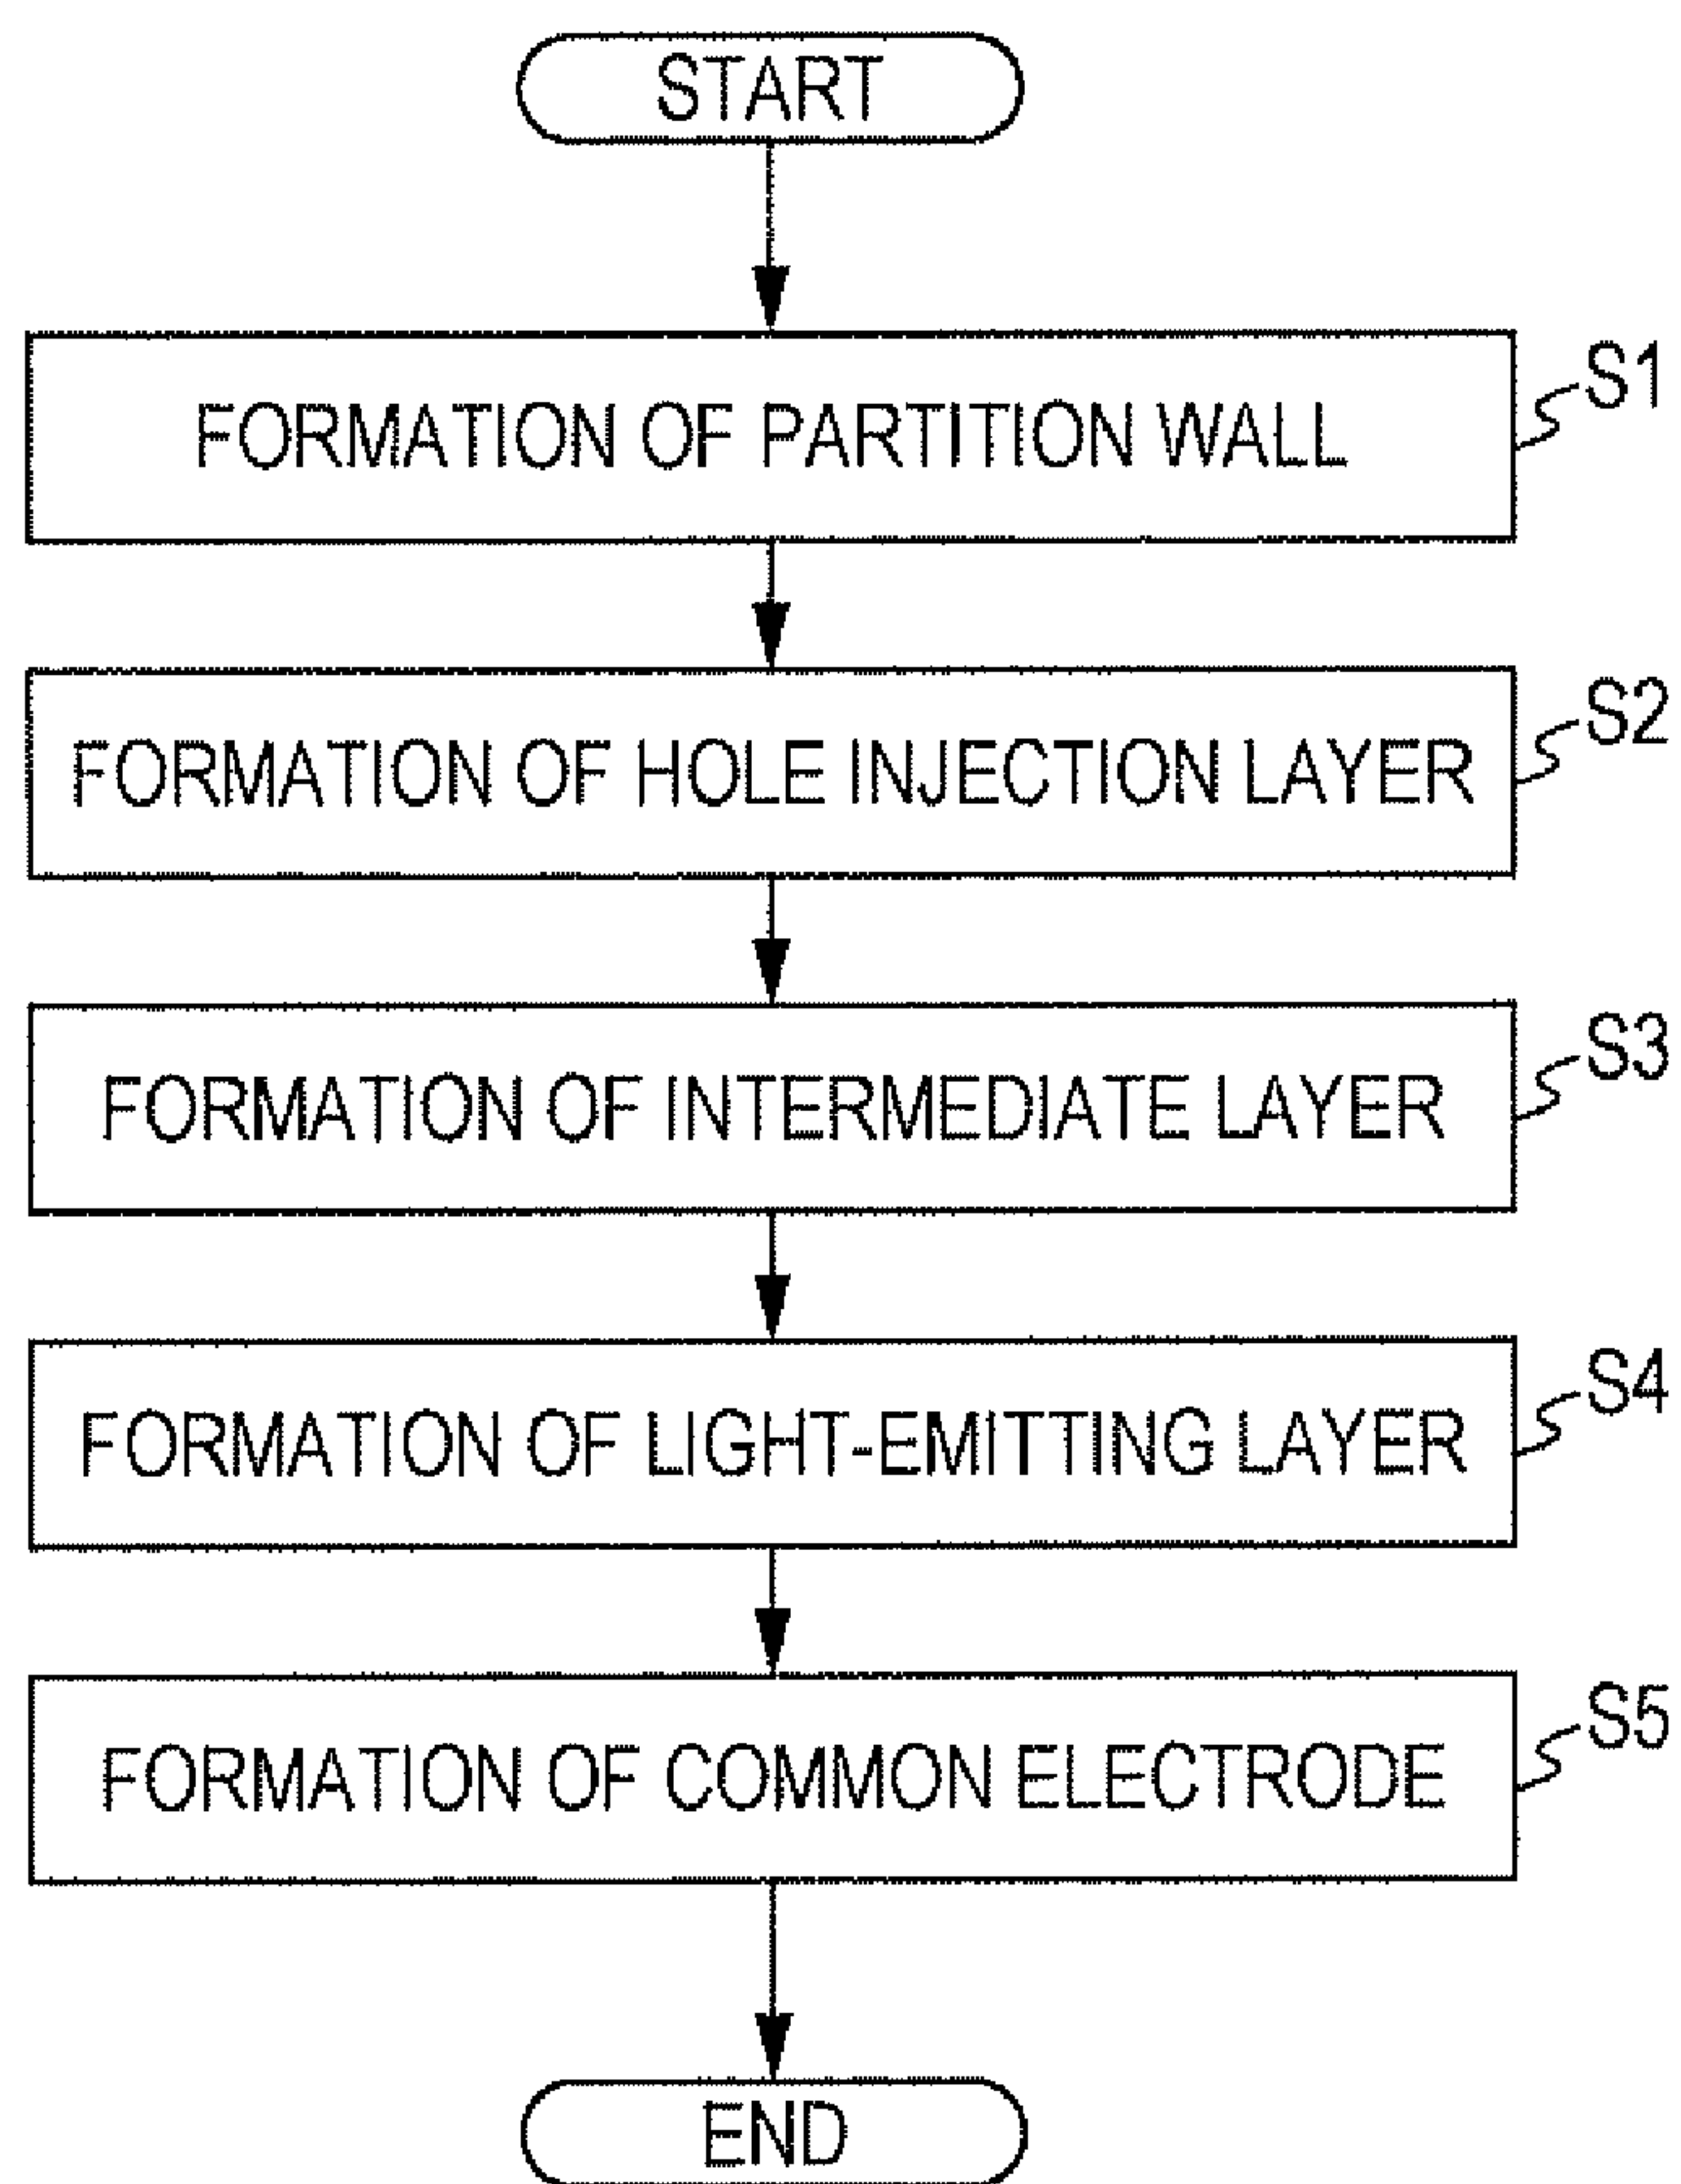 START
FORMATION OF PARTITION WALL
S1
FORMATION OF HOLE INJECTION LAYER
S2
FORMATION OF INTERMEDIATE LAYER
S3
FORMATION OF LIGHT-EMITTING LAYER
S4
FORMATION OF COMMON ELECTRODE
S5
END